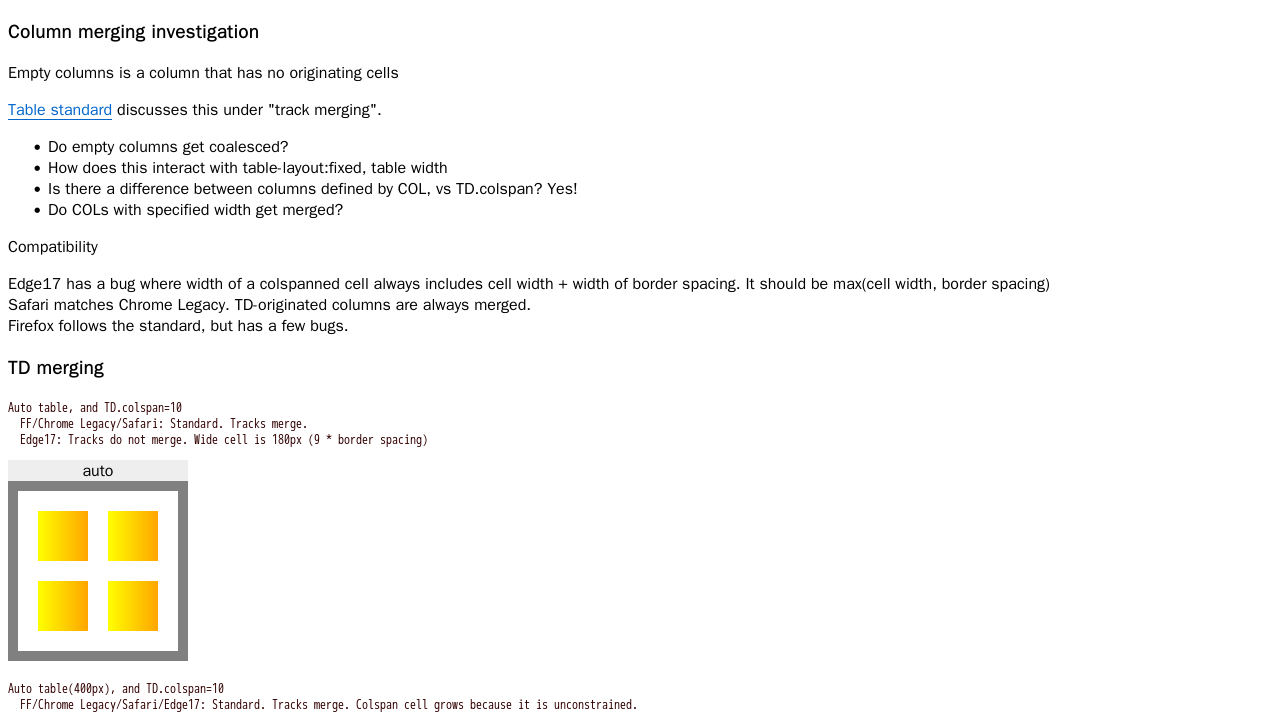 Column merging investigation
Empty columns is a column that has no originating cells
Table standard discusses this under "track merging".
• Do empty columns get coalesced?
• How does this interact with table-layout:fixed, table width
• Is there a difference between columns defined by COL, vs TD.colspan? Yes!
• Do COLs with specified width get merged?
Compatibility
Edge17 has a bug where width of a colspanned cell always includes cell width + width of border spacing. It should be max(cell width, border spacing)
Safari matches Chrome Legacy. TD-originated columns are always merged.
Firefox follows the standard, but has a few bugs.
TD merging
Auto table, and TD.colspan=10
FF/Chrome Legacy/Safari: Standard. Tracks merge.
Edge17: Tracks do not merge. Wide cell is 180px (9 * border spacing)
auto
Auto table(400px), and TD.colspan=10
FF/Chrome Legacy/Safari/Edge17: Standard. Tracks merge. Colspan cell grows because it is unconstrained.